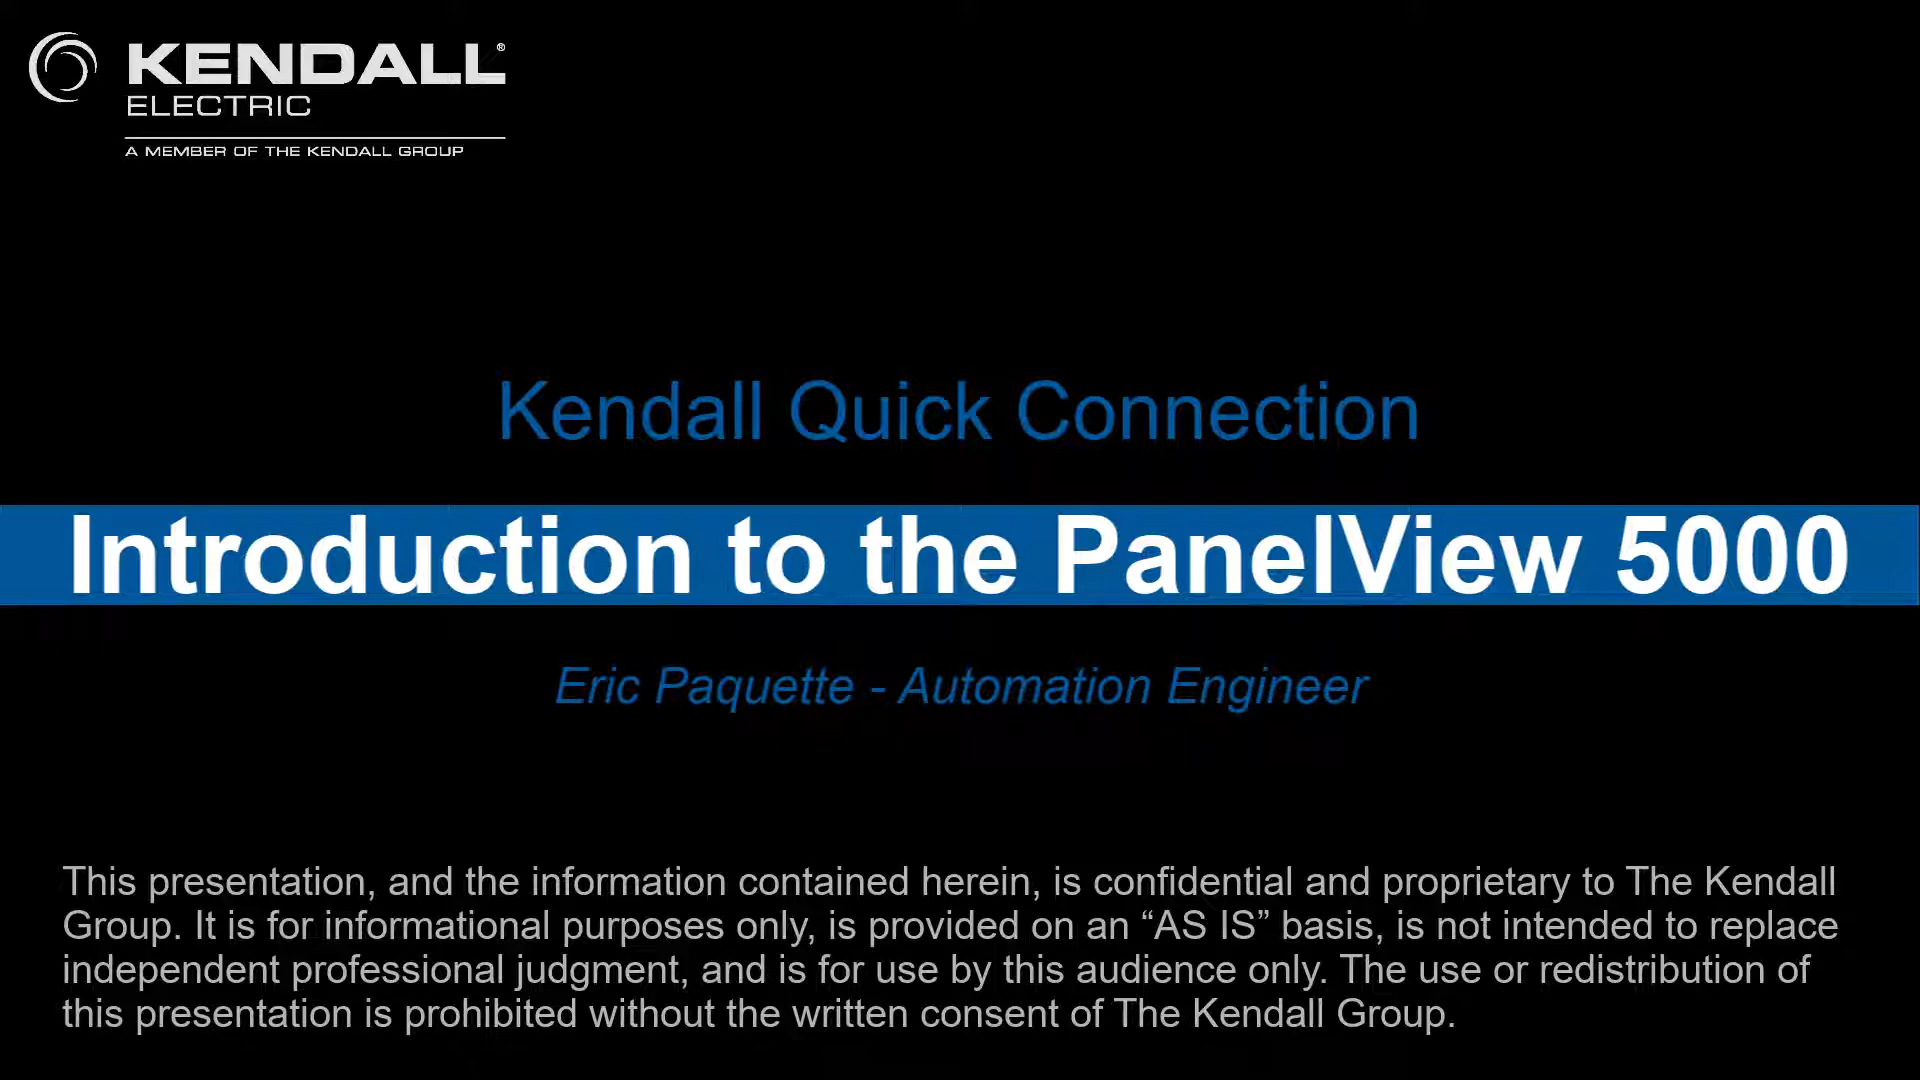 KENDALL®
ELECTRIC
A MEMBER OF THE KENDALL GROUP
Kendall Quick Connection
Introduction to the PanelView 5000
Eric Paquette - Automation Engineer
This presentation, and the information contained herein, is confidential and proprietary to The Kendall
Group. It is for informational purposes only, is provided on an “AS IS” basis, is not intended to replace
independent professional judgment, and is for use by this audience only. The use or redistribution of
this presentation is prohibited without the written consent of The Kendall Group.